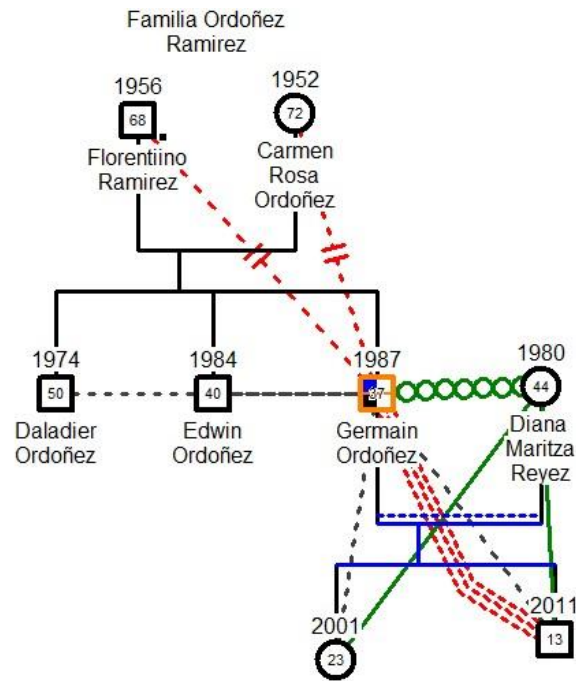 Familia Ordoñez
Ramirez
1956
1952
68
72
Florentiino
Ramirez
Carmen
Rosa
Ordoñez
1974
1984
1987
1980
50
40
37
44
Daladier
Ordoñez
Edwin
Ordoñez
Germain
Ordoñez
Diana
Maritza
Reyez
2001
2011
23
13